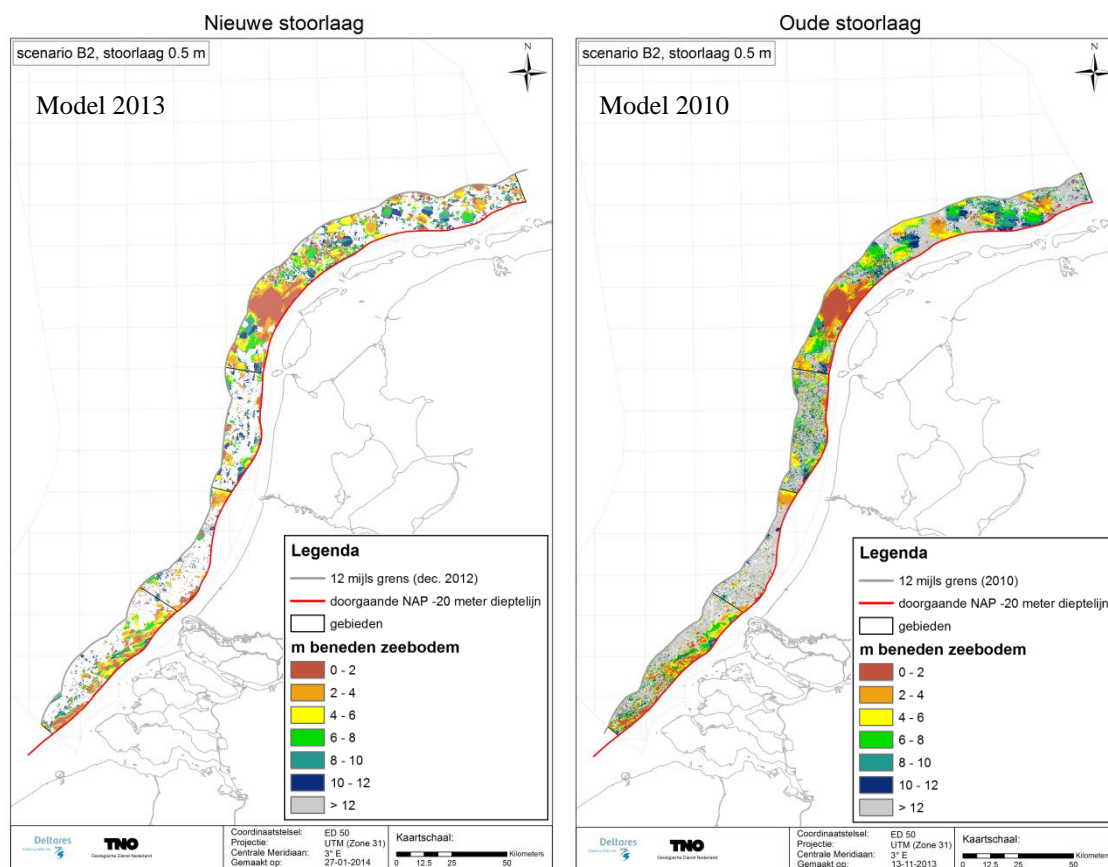 Nieuwe stoorlaag
scenario B2, stoorlaag 0.5 m
N
Model 2013
Legenda
12 mijls grens (dec. 2012)
doorgaande NAP -20 meter dieptelijn
gebieden
m beneden zeebodem
0 - 2
2 - 4
4 - 6
6 - 8
8 - 10
10 - 12
> 12
Deltares
TNO
Geologische Dienst Nederland
Coordinaatstelsel: ED 50
Projectie: UTM (Zone 31)
Centrale Meridiaan: 3° E
Gemaakt op: 27-01-2014
Kaartschaal:
Kilometers
0 12.5 25 50
Oude stoorlaag
scenario B2, stoorlaag 0.5 m
N
Model 2010
Legenda
12 mijls grens (2010)
doorgaande NAP -20 meter dieptelijn
gebieden
m beneden zeebodem
0 - 2
2 - 4
4 - 6
6 - 8
8 - 10
10 - 12
> 12
Deltares
TNO
Geologische Dienst Nederland
Coordinaatstelsel: ED 50
Projectie: UTM (Zone 31)
Centrale Meridiaan: 3° E
Gemaakt op: 13-11-2013
Kaartschaal:
Kilometers
0 12.5 25 50